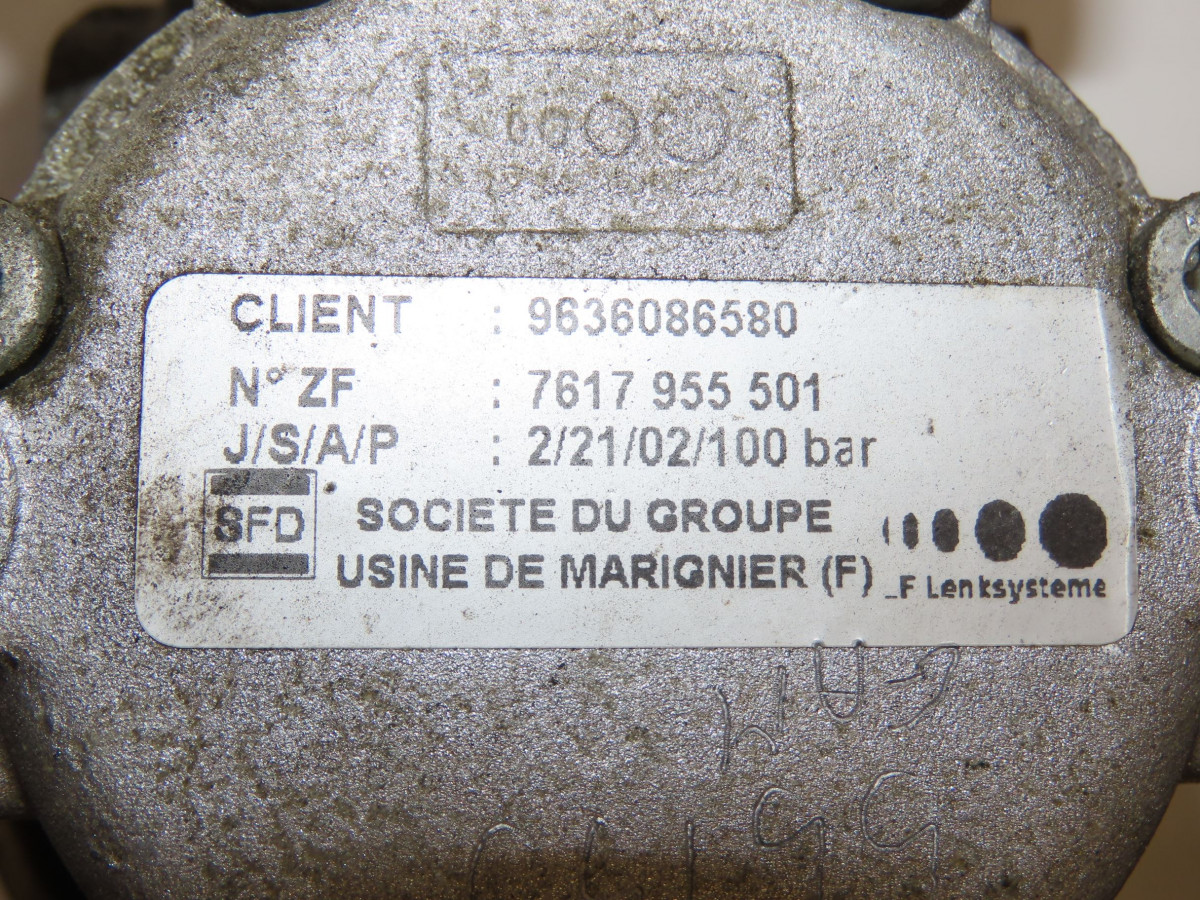 CLIENT : 9636086580
N° ZF : 7617 955 501
J/S/A/P : 2/21/02/100 bar
SFD
SOCIETE DU GROUPE
USINE DE MARIGNIER (F)
_F Lenksysteme